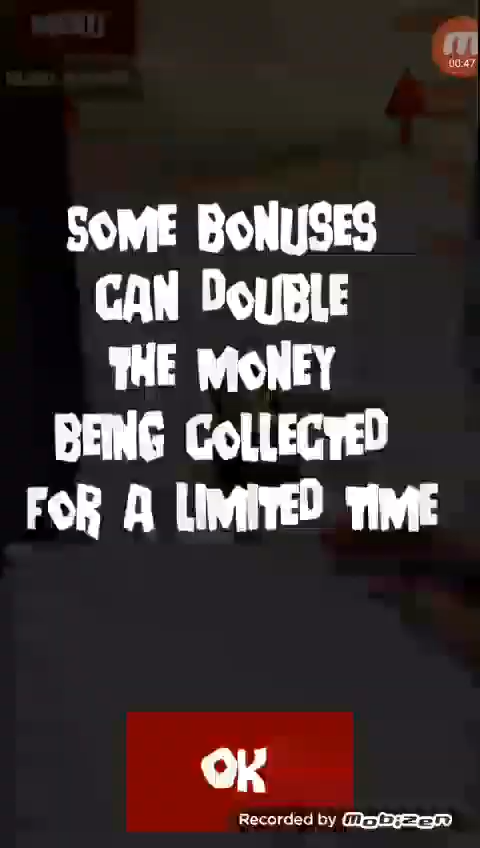 00:47
SOME BONUSES
CAN DOUBLE
THE MONEY
BEING COLLECTED
FOR A LIMITED TIME
OK
Recorded by Mobizen